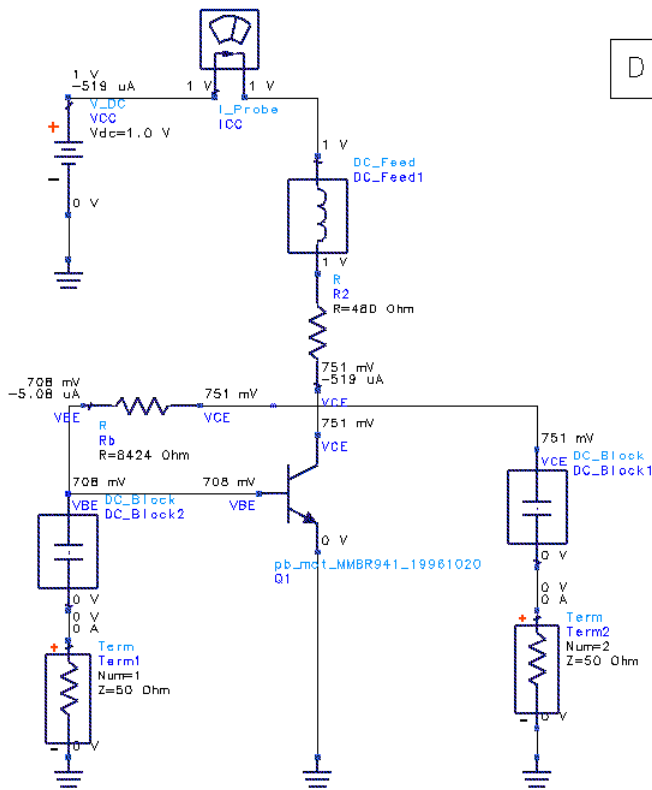 D
1 V
-519 uA
V_DC
VCC
Vdc=1.0 V
+
-
0 V
1 V
1 V
I_Probe
ICC
1 V
DC_Feed
DC_Feed1
1 V
R
R2
R=480 Ohm
751 mV
-519 uA
VCE
708 mV
-5.08 uA
VBE
R
Rb
R=8424 Ohm
751 mV
VCE
751 mV
VCE
751 mV
VCE
DC_Block
DC_Block1
708 mV
VBE
DC_Block
DC_Block2
708 mV
VBE
0 V
pb_mot_MMBR941_19961020
Q1
0 V
0 V
0 A
+
Term
Term1
Num=1
Z=50 Ohm
-
0 V
0 V
0 V
0 A
+
Term
Term2
Num=2
Z=50 Ohm
-
0 V